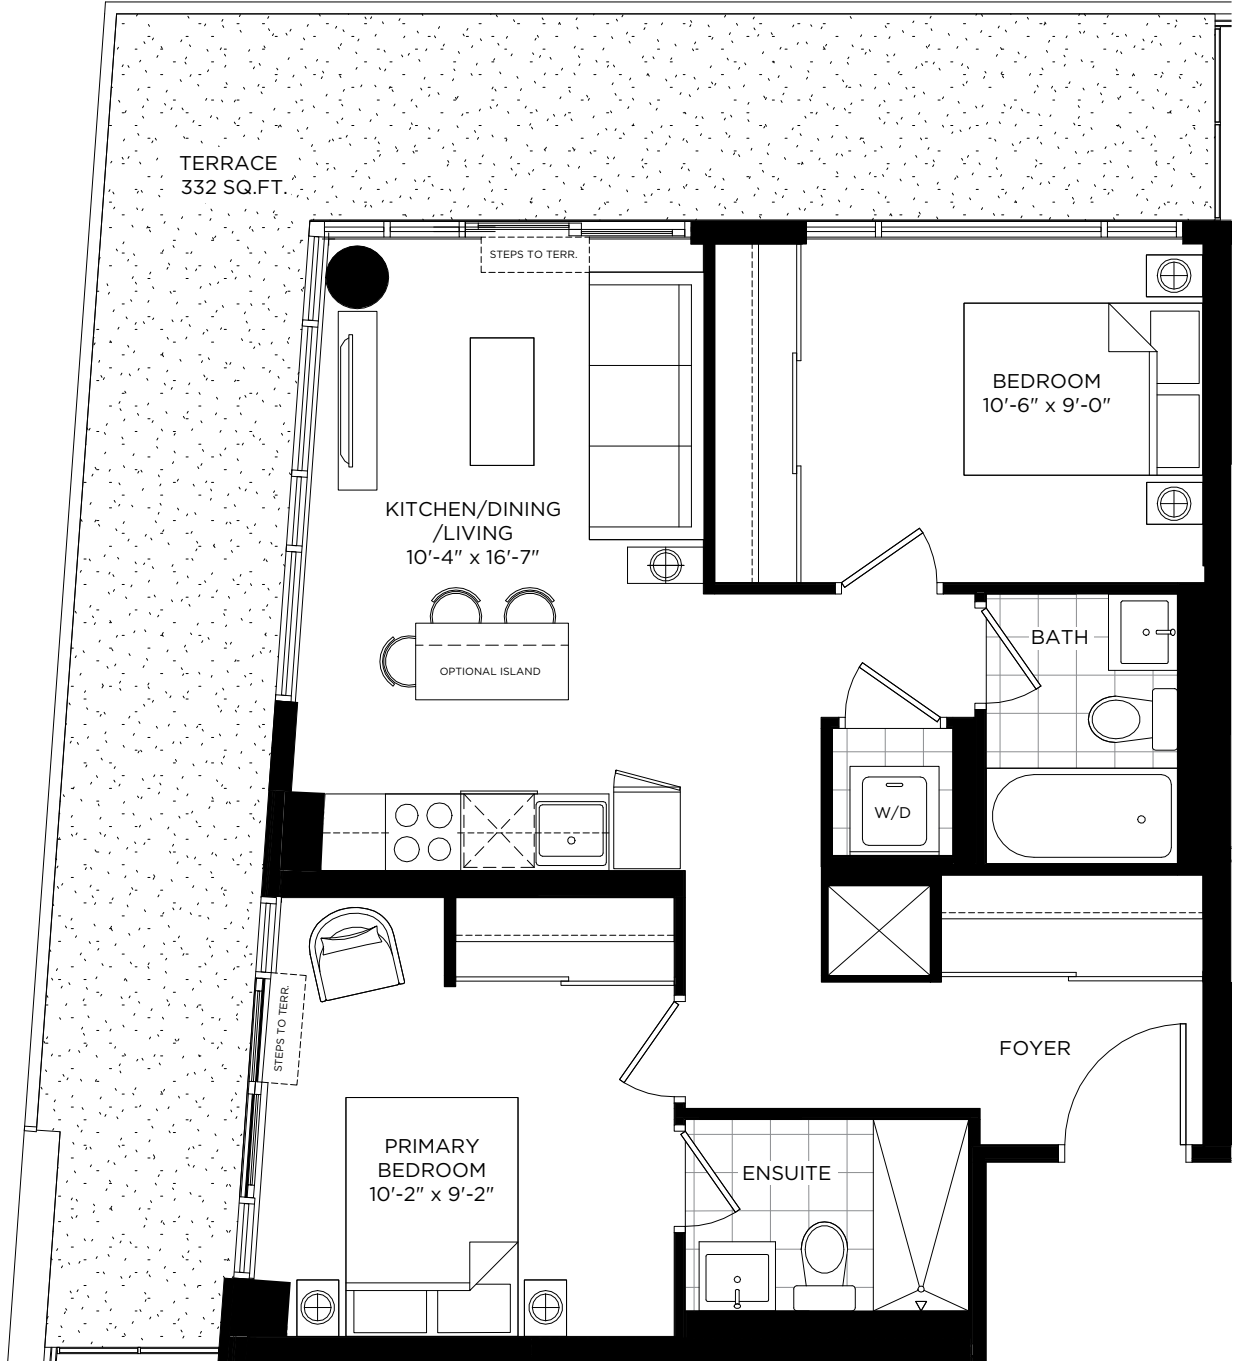 TERRACE
332 SQ.FT.
STEPS TO TERR.
BEDROOM
10'-6" x 9'-0"
KITCHEN/DINING
/LIVING
10'-4" x 16'-7"
BATH
OPTIONAL ISLAND
W/D
STEPS TO TERR.
FOYER
PRIMARY
BEDROOM
10'-2" x 9'-2"
ENSUITE